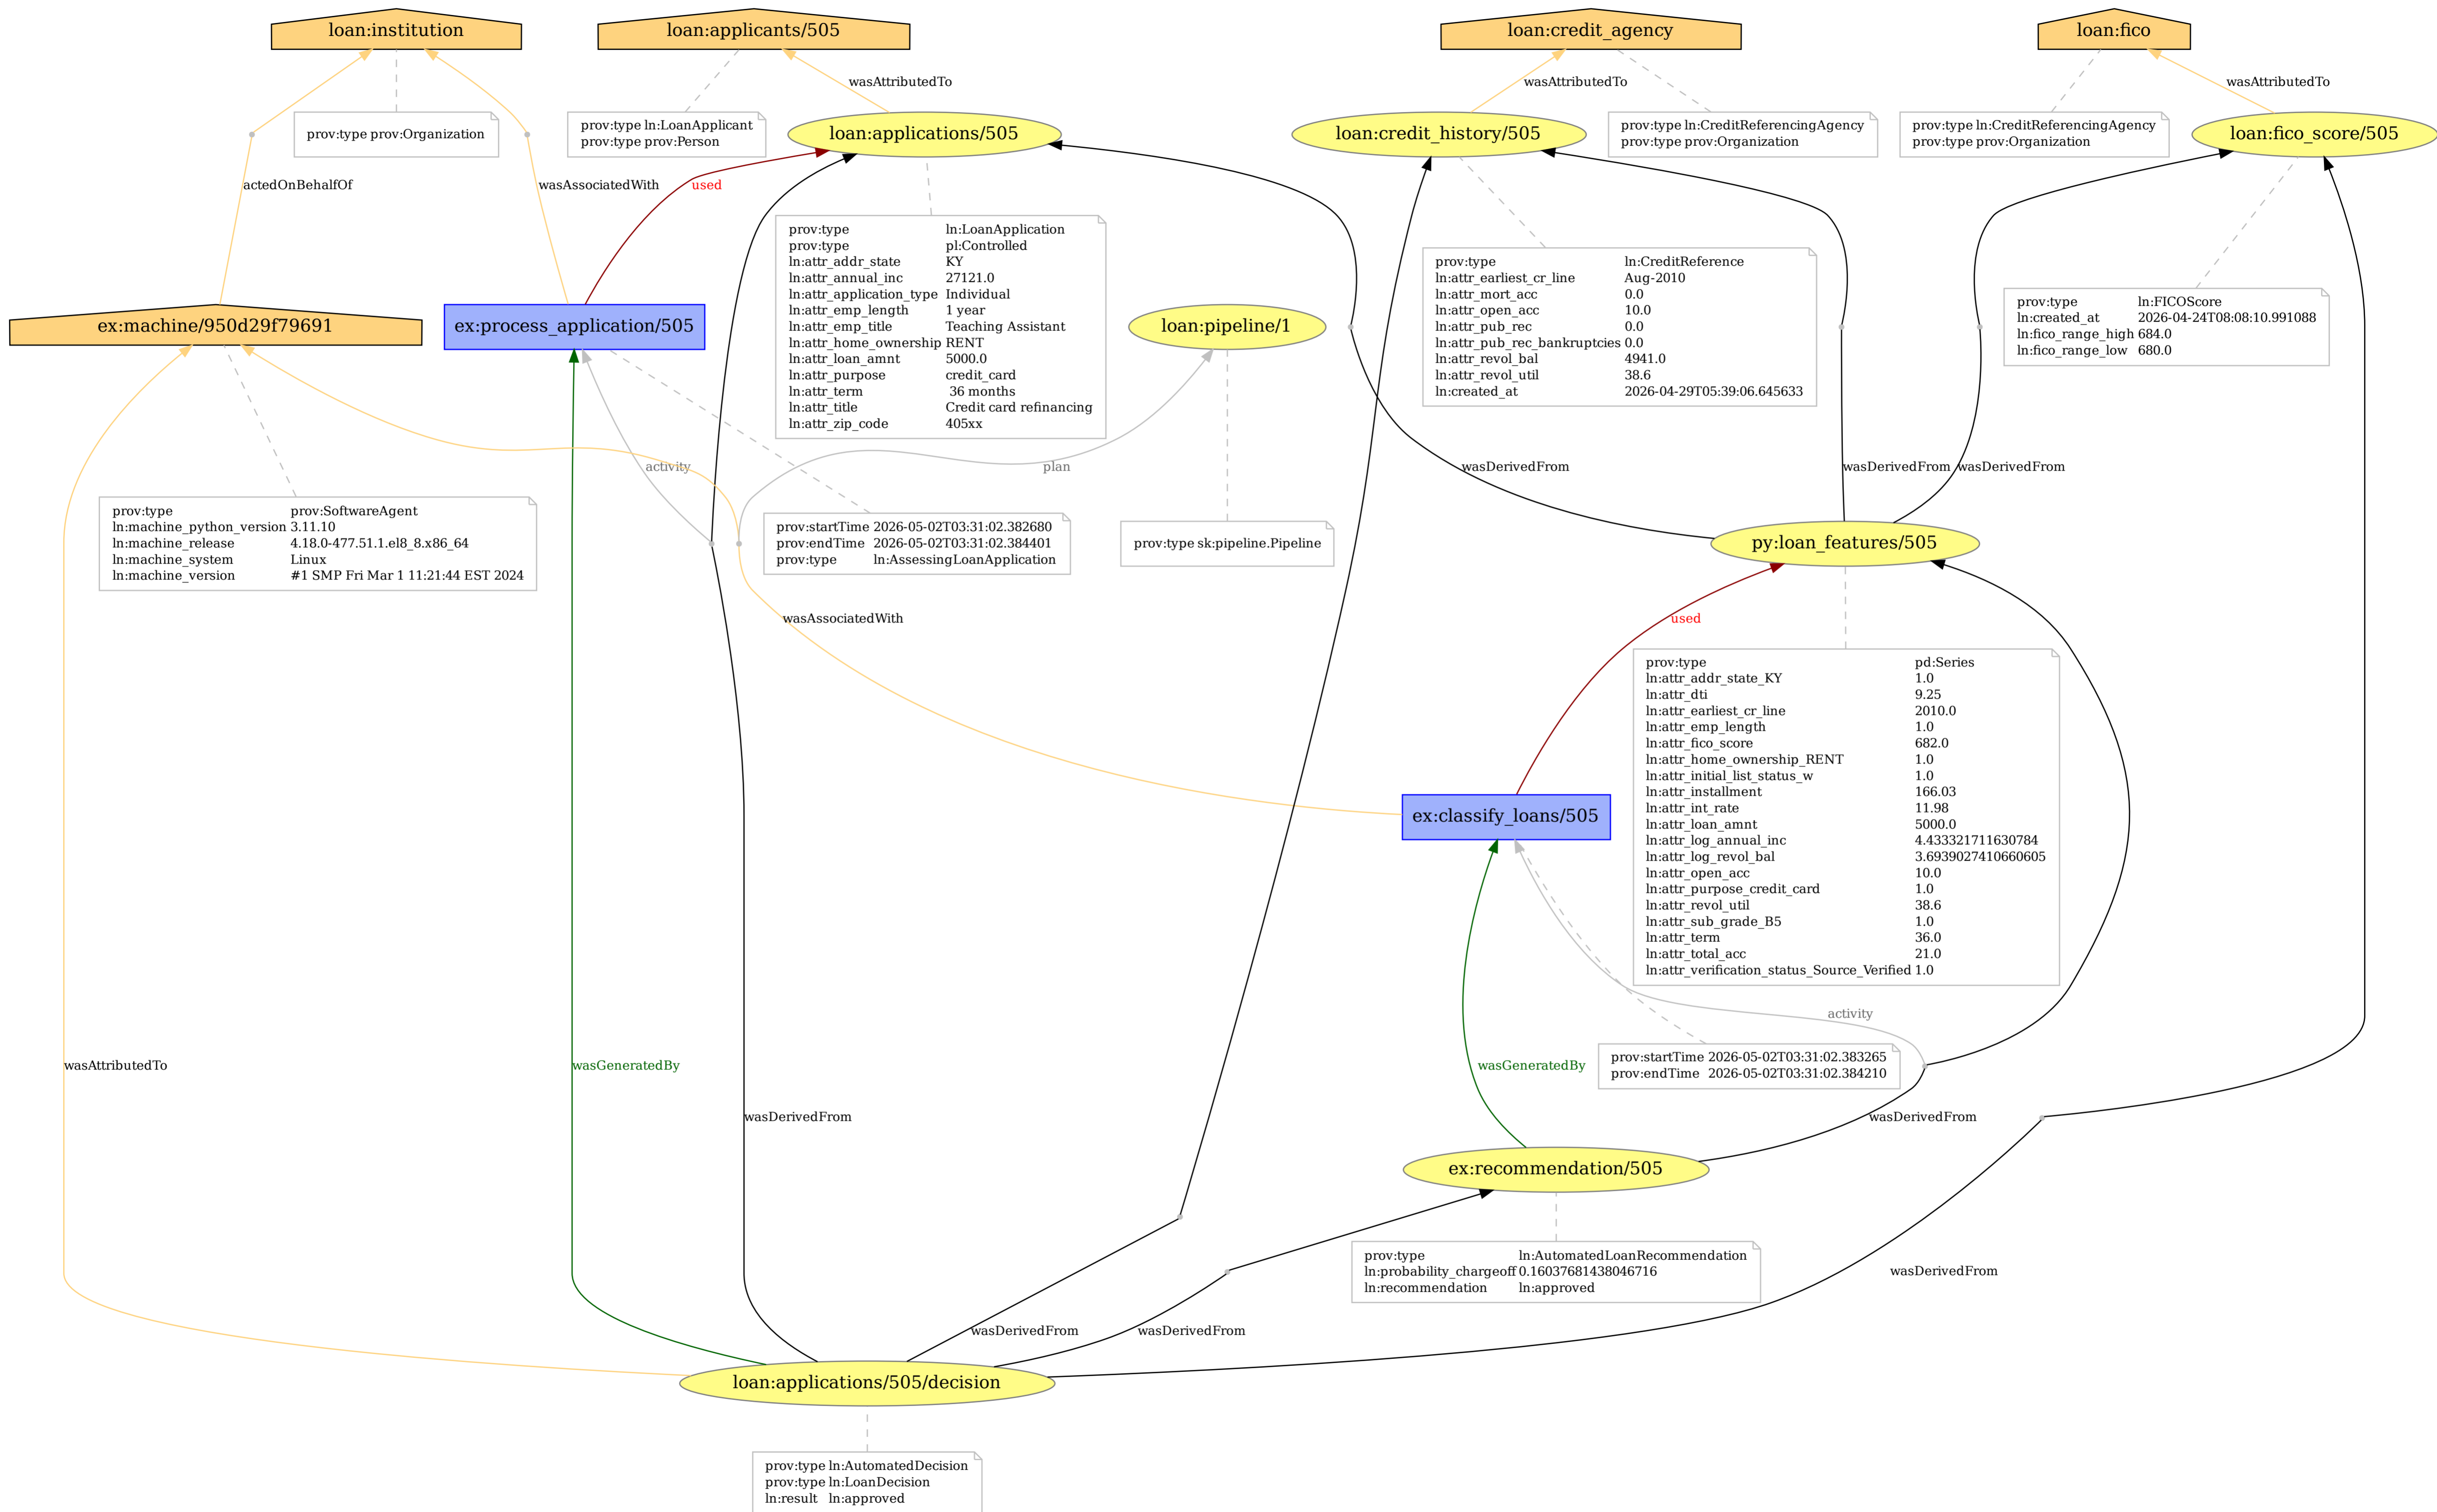 loan:institution
loan:applicants/505
loan:credit_agency
loan:fico
wasAttributedTo
wasAttributedTo
wasAttributedTo
prov:type prov:Organization
prov:type ln:LoanApplicant
prov:type prov:Person
loan:applications/505
loan:credit_history/505
prov:type ln:CreditReferencingAgency
prov:type prov:Organization
prov:type ln:CreditReferencingAgency
prov:type prov:Organization
loan:fico_score/505
actedOnBehalfOf
wasAssociatedWith
used
prov:type ln:LoanApplication
prov:type pl:Controlled
ln:attr_addr_state KY
ln:attr_annual_inc 27121.0
ln:attr_application_type Individual
ln:attr_emp_length 1 year
ln:attr_emp_title Teaching Assistant
ln:attr_home_ownership RENT
ln:attr_loan_amnt 5000.0
ln:attr_purpose credit_card
ln:attr_term 36 months
ln:attr_title Credit card refinancing
ln:attr_zip_code 405xx
prov:type ln:CreditReference
ln:attr_earliest_cr_line Aug-2010
ln:attr_mort_acc 0.0
ln:attr_open_acc 10.0
ln:attr_pub_rec 0.0
ln:attr_pub_rec_bankruptcies 0.0
ln:attr_revol_bal 4941.0
ln:attr_revol_util 38.6
ln:created_at 2026-04-29T05:39:06.645633
prov:type ln:FICOScore
ln:created_at 2026-04-24T08:08:10.991088
ln:fico_range_high 684.0
ln:fico_range_low 680.0
ex:machine/950d29f79691
ex:process_application/505
loan:pipeline/1
activity
plan
wasDerivedFrom
wasDerivedFrom
wasDerivedFrom
prov:type prov:SoftwareAgent
ln:machine_python_version 3.11.10
ln:machine_release 4.18.0-477.51.1.el8_8.x86_64
ln:machine_system Linux
ln:machine_version #1 SMP Fri Mar 1 11:21:44 EST 2024
prov:startTime 2026-05-02T03:31:02.382680
prov:endTime 2026-05-02T03:31:02.384401
prov:type ln:AssessingLoanApplication
prov:type sk:pipeline.Pipeline
py:loan_features/505
wasAssociatedWith
used
prov:type pd:Series
ln:attr_addr_state_KY 1.0
ln:attr_dti 9.25
ln:attr_earliest_cr_line 2010.0
ln:attr_emp_length 1.0
ln:attr_fico_score 682.0
ln:attr_home_ownership_RENT 1.0
ln:attr_initial_list_status_w 1.0
ln:attr_installment 166.03
ln:attr_int_rate 11.98
ln:attr_loan_amnt 5000.0
ln:attr_log_annual_inc 4.433321711630784
ln:attr_log_revol_bal 3.6939027410660605
ln:attr_open_acc 10.0
ln:attr_purpose_credit_card 1.0
ln:attr_revol_util 38.6
ln:attr_sub_grade_B5 1.0
ln:attr_term 36.0
ln:attr_total_acc 21.0
ln:attr_verification_status_Source_Verified 1.0
ex:classify_loans/505
activity
wasAttributedTo
wasGeneratedBy
wasGeneratedBy
prov:startTime 2026-05-02T03:31:02.383265
prov:endTime 2026-05-02T03:31:02.384210
wasDerivedFrom
wasDerivedFrom
ex:recommendation/505
prov:type ln:AutomatedLoanRecommendation
ln:probability_chargeoff 0.16037681438046716
ln:recommendation ln:approved
wasDerivedFrom
wasDerivedFrom
wasDerivedFrom
loan:applications/505/decision
prov:type ln:AutomatedDecision
prov:type ln:LoanDecision
ln:result ln:approved